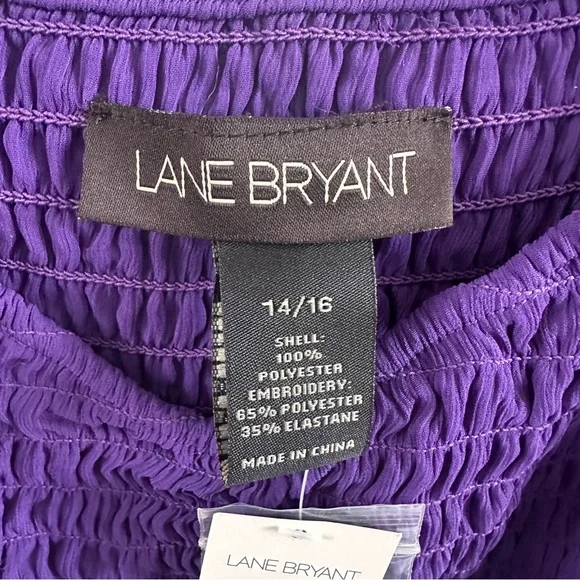 LANE BRYANT
14/16
SHELL:
100%
POLYESTER
EMBROIDERY:
65% POLYESTER
35% ELASTANE
MADE IN CHINA
LANE BRYANT